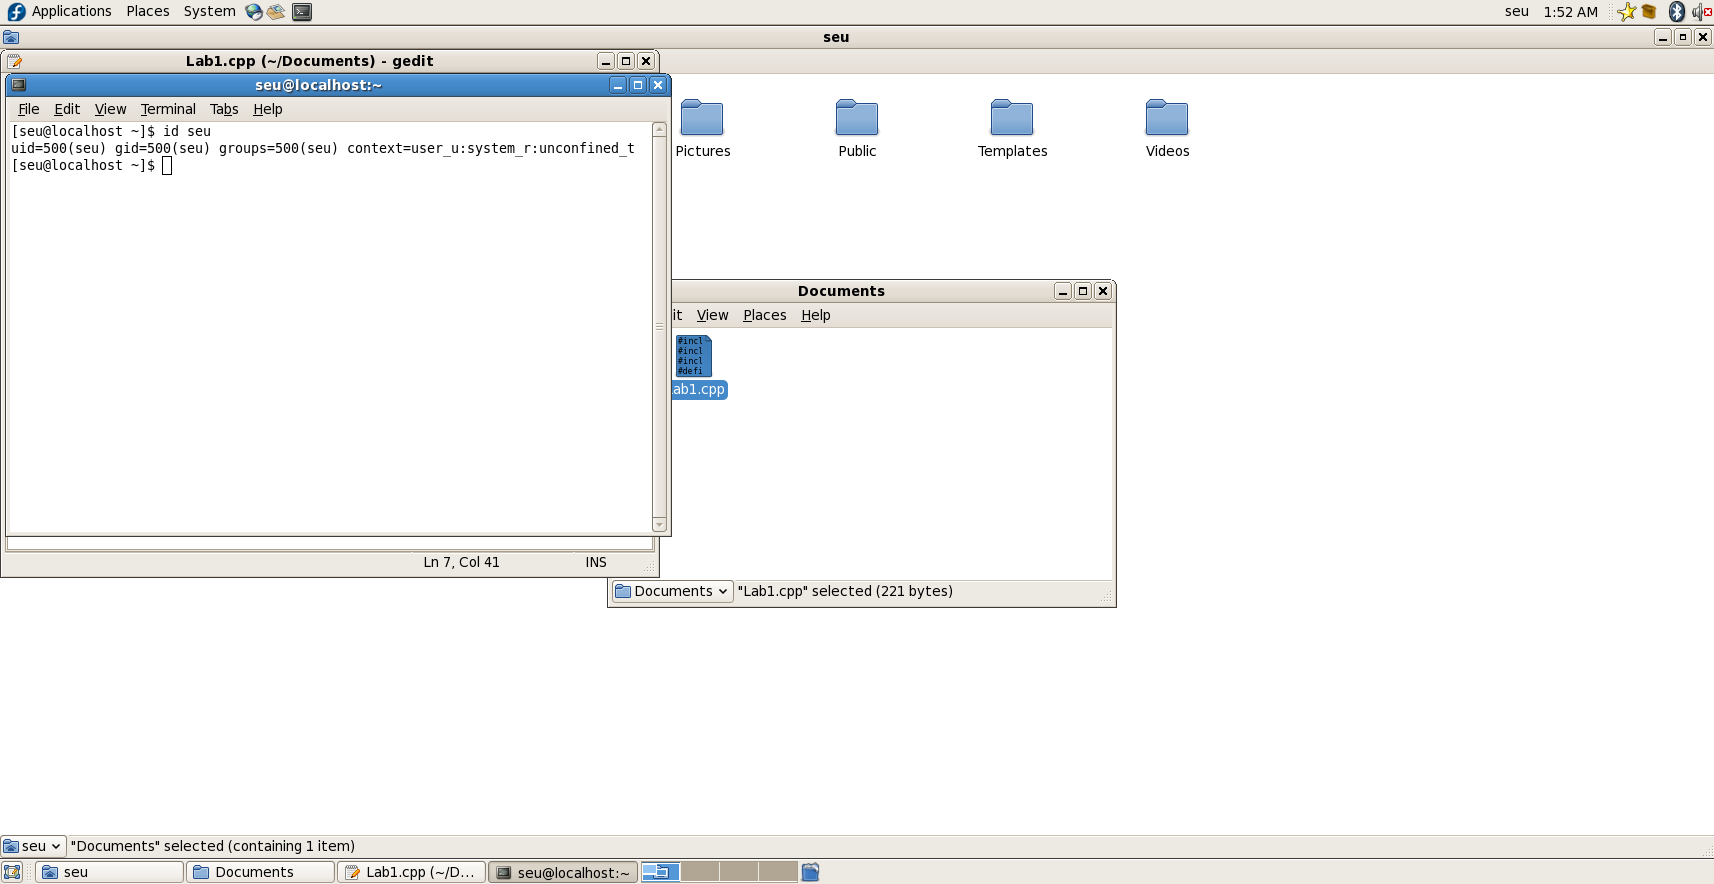 Applications Places System seu 1:52 AM
seu
Lab1.cpp (~/Documents) - gedit
seu@localhost:~
File Edit View Terminal Tabs Help
[seu@localhost ~]$ id seu
uid=500(seu) gid=500(seu) groups=500(seu) context=user_u:system_r:unconfined_t
[seu@localhost ~]$
Pictures Public Templates Videos
Documents
it View Places Help
#incl
#incl
#incl
#defi
ab1.cpp
Ln 7, Col 41 INS
Documents "Lab1.cpp" selected (221 bytes)
seu "Documents" selected (containing 1 item)
seu Documents Lab1.cpp (~/D... seu@localhost:~